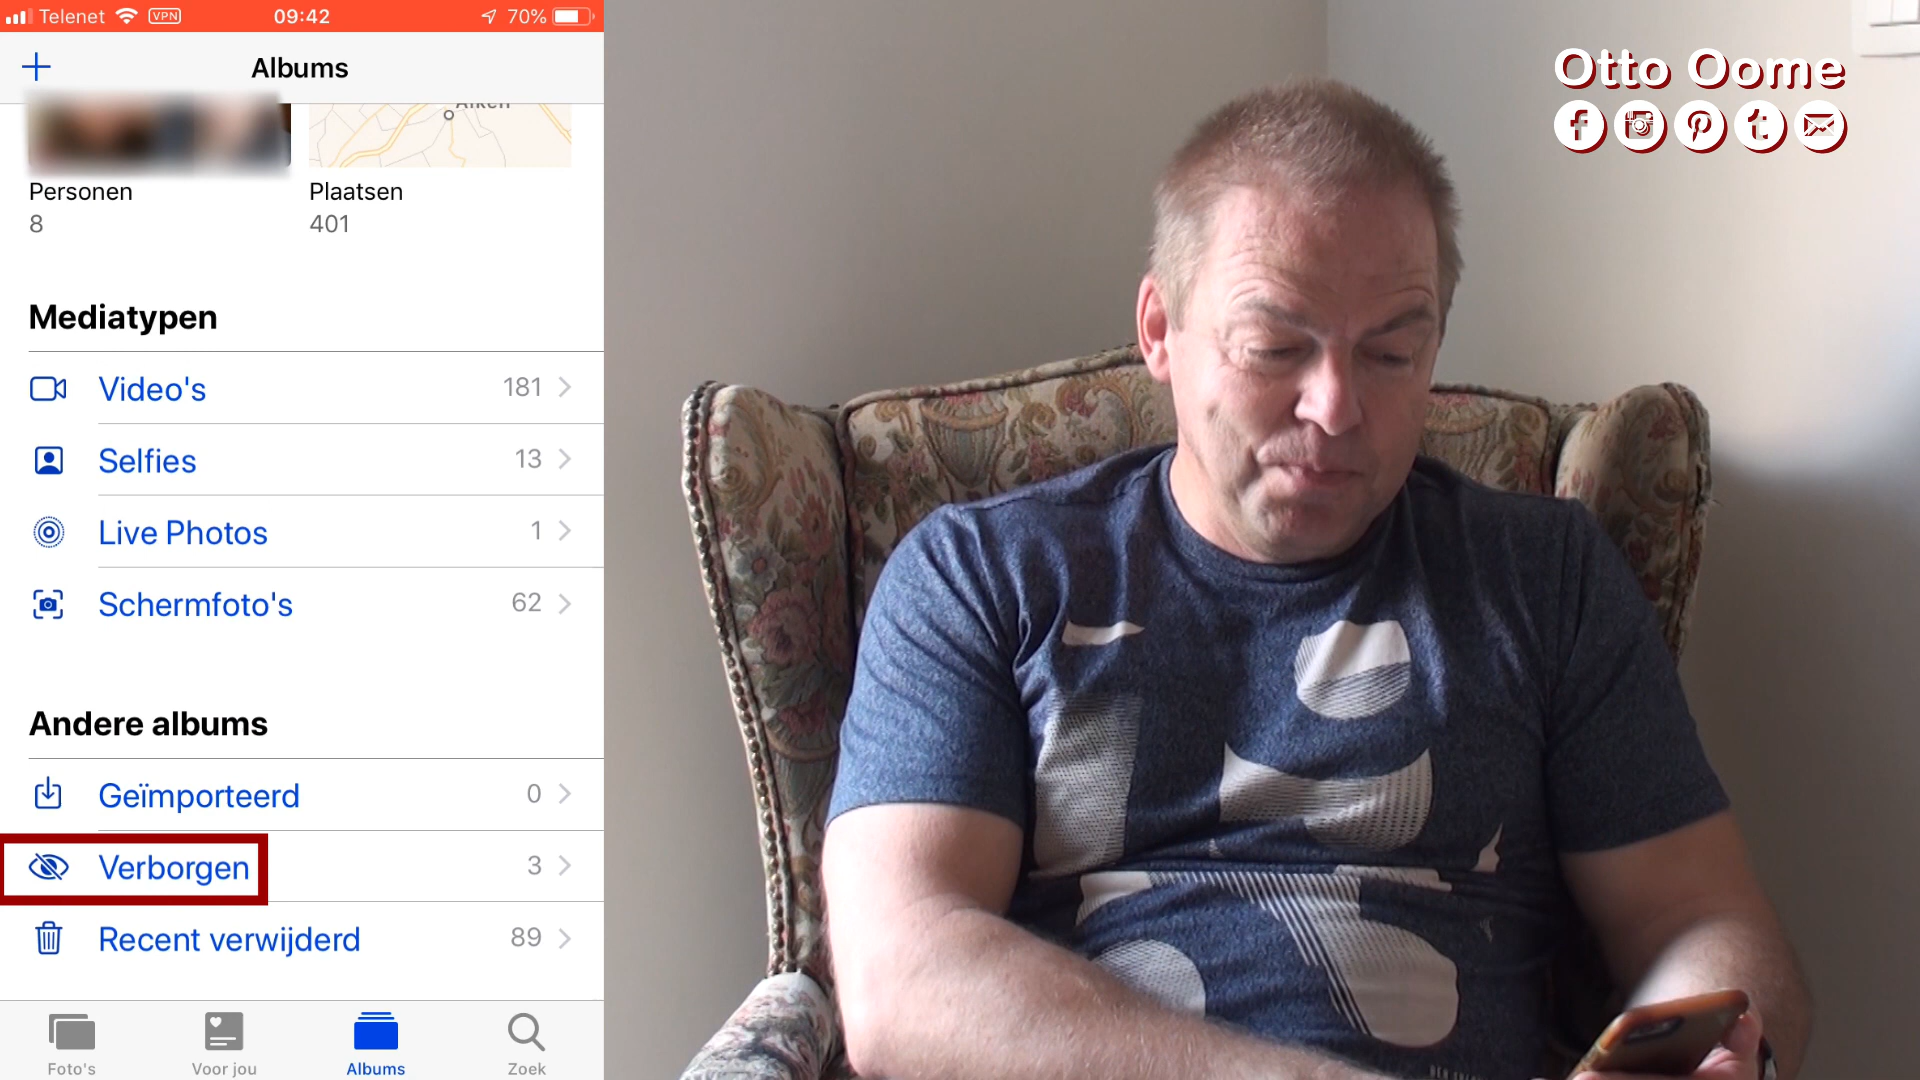 Telenet VPN 09:42 70%
Albums
Alken
Personen Plaatsen
8 401
Mediatypen
Video's 181
Selfies 13
Live Photos 1
Schermfoto's 62
Andere albums
Geïmporteerd 0
Verborgen 3
Recent verwijderd 89
Foto's Voor jou Albums Zoek
Otto Oome